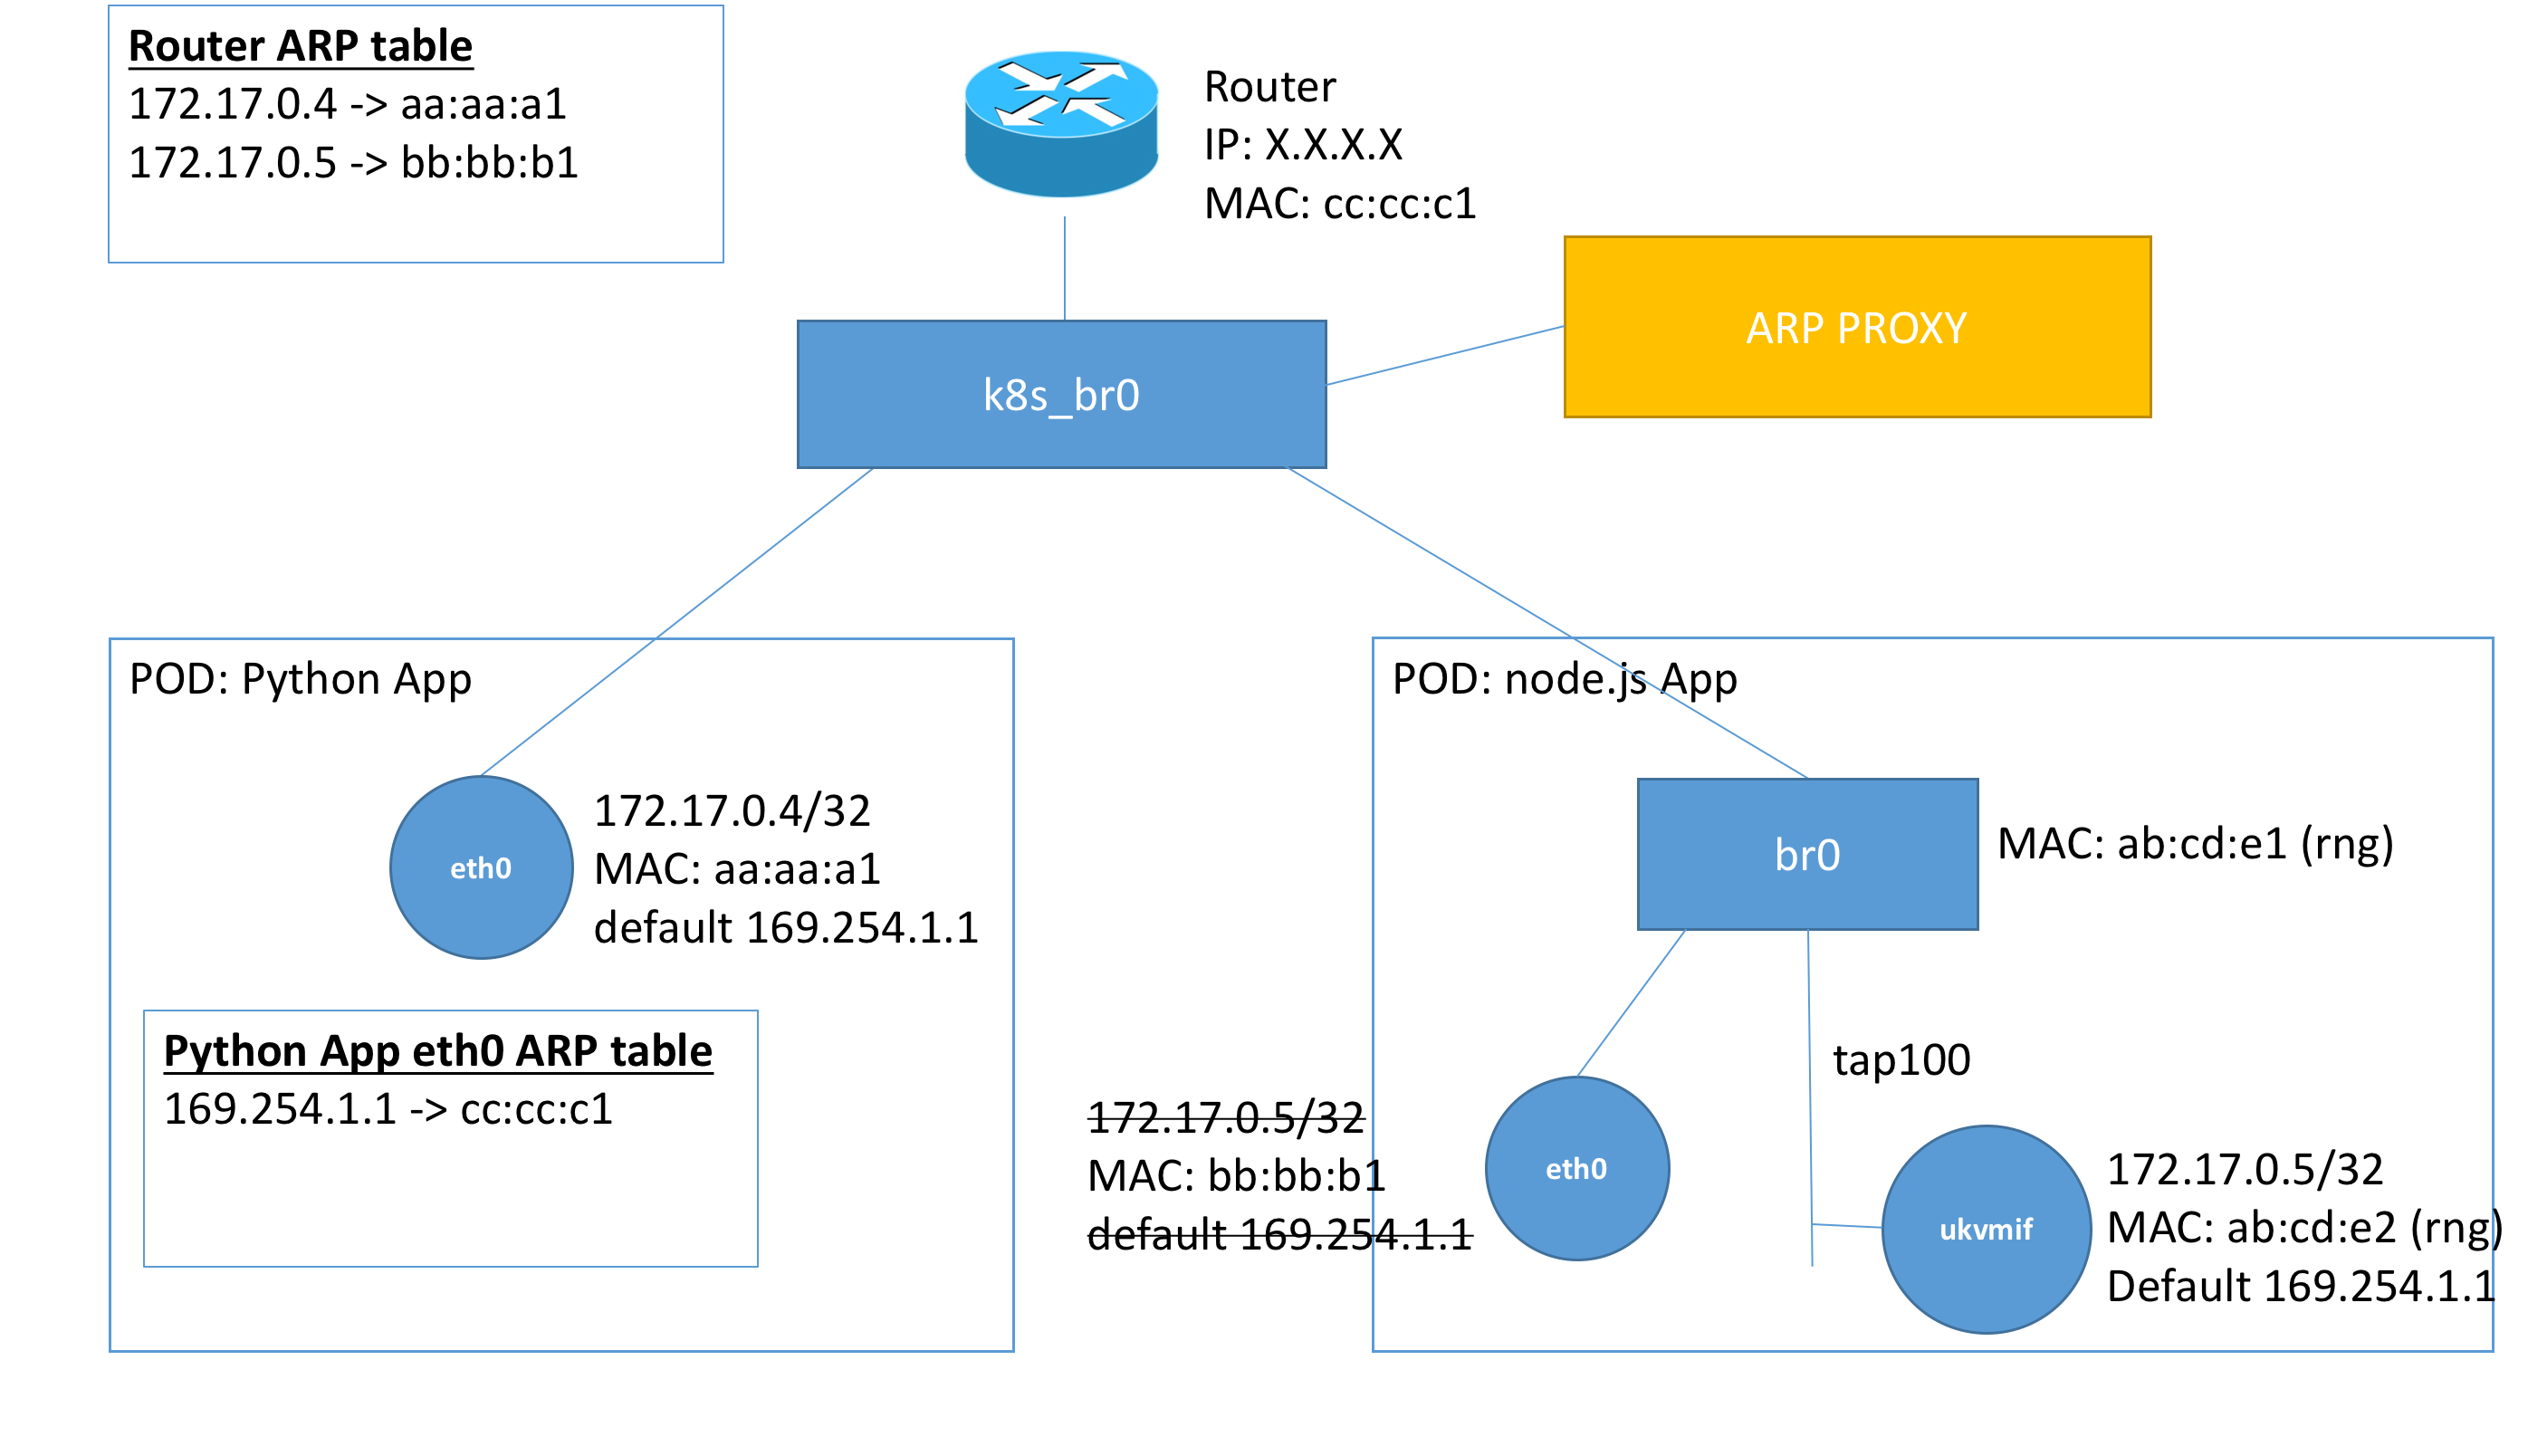 Router ARP table
172.17.0.4 -> aa:aa:a1
172.17.0.5 -> bb:bb:b1
Router
IP: X.X.X.X
MAC: cc:cc:c1
ARP PROXY
k8s_br0
POD: Python App
eth0
172.17.0.4/32
MAC: aa:aa:a1
default 169.254.1.1
Python App eth0 ARP table
169.254.1.1 -> cc:cc:c1
POD: node.js App
br0
MAC: ab:cd:e1 (rng)
tap100
172.17.0.5/32
MAC: bb:bb:b1
default 169.254.1.1
eth0
ukvmif
172.17.0.5/32
MAC: ab:cd:e2 (rng)
Default 169.254.1.1